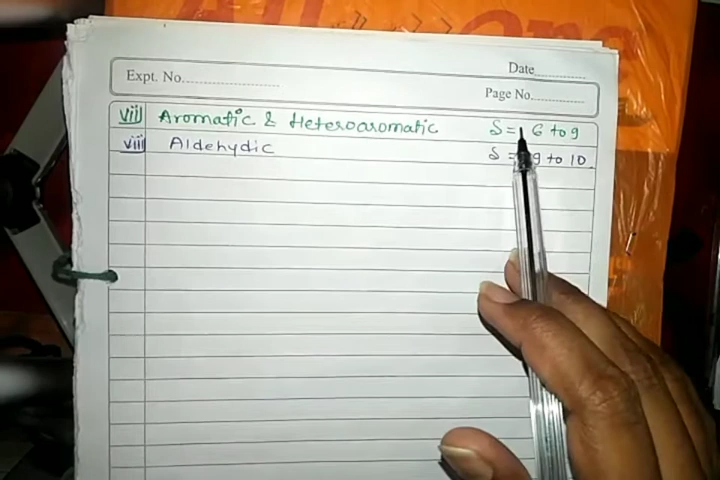 Date............
Expt. No............................
Page No...............
vii) Aromatic & Heteroaromatic S = 6 to 9
viii) Aldehydic S = 9 to 10